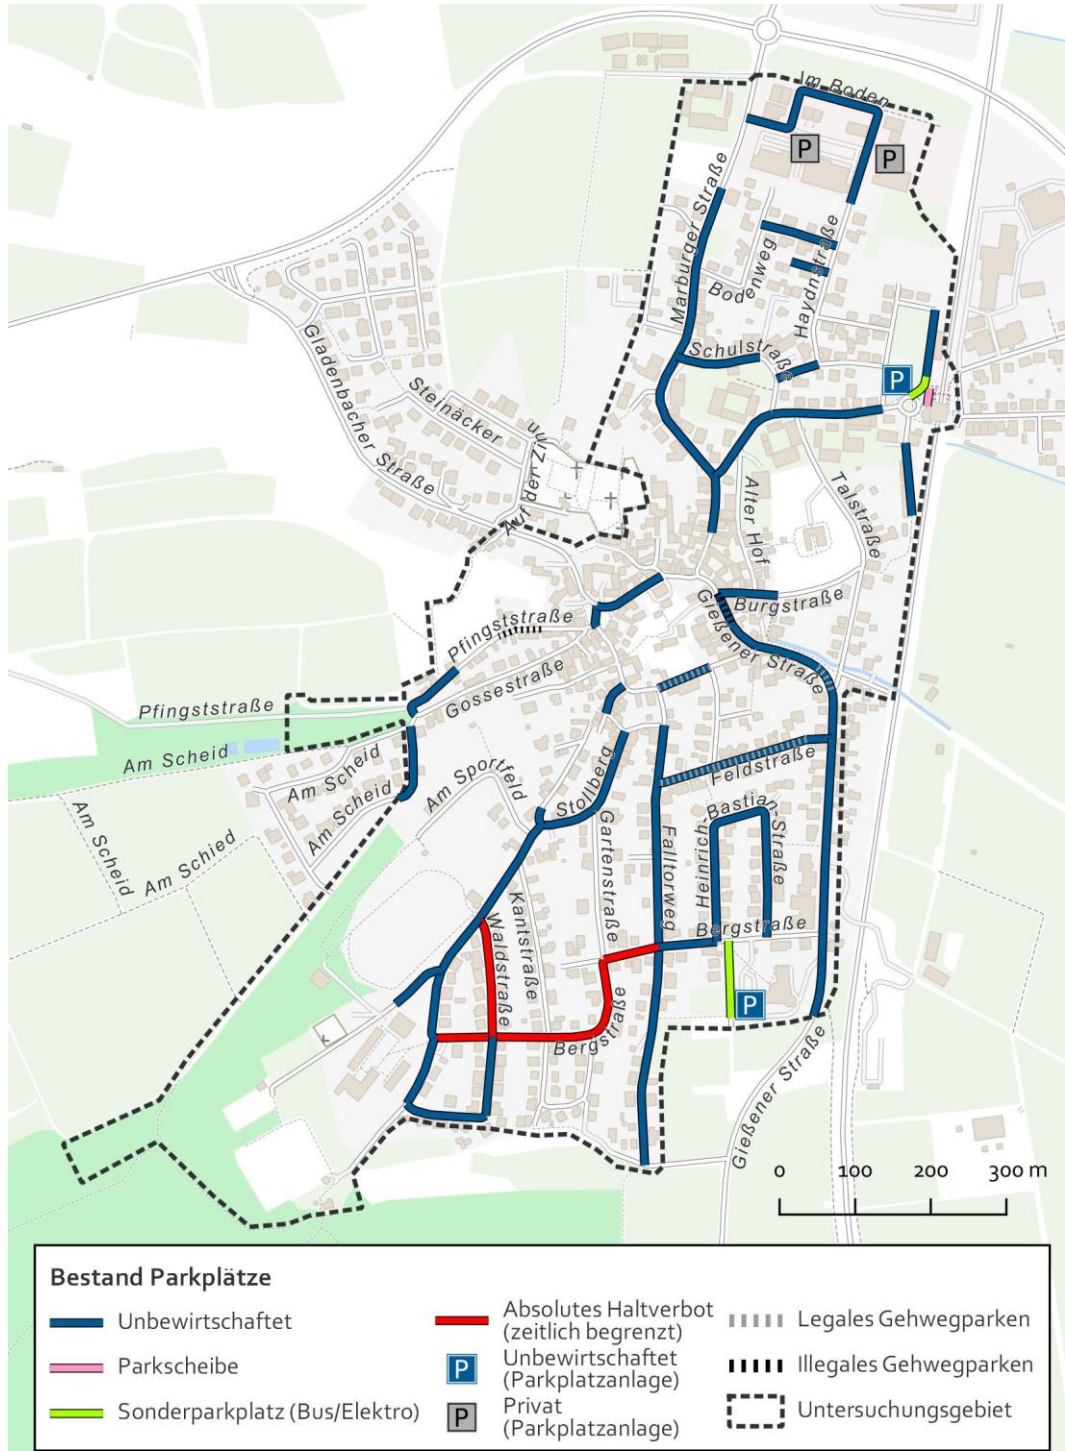 Im Boden
P
P
Marburger Straße
Bodenweg
Haydnstraße
Schulstraße
P
Gladenbacher Straße
Steinäcker
Auf der Ziun
Alter Hof
Talstraße
Burgstraße
Gießener Straße
Pfingststraße
Gossestraße
Pfingststraße
Am Scheid
Am Scheid
Am Scheid
Am Scheid
Am Schied
Am Sportfeld
Stollberg
Feldstraße
Gartenstraße
Falltorweg
Heinrich-Bastian-Straße
Kantstraße
Waldstraße
Bergstraße
Bergstraße
P
Gießener Straße
0 100 200 300 m
Bestand Parkplätze
Unbewirtschaftet
Parkscheibe
Sonderparkplatz (Bus/Elektro)
Absolutes Haltverbot
(zeitlich begrenzt)
P Unbewirtschaftet
(Parkplatzanlage)
P Privat
(Parkplatzanlage)
Legales Gehwegparken
Illegales Gehwegparken
Untersuchungsgebiet